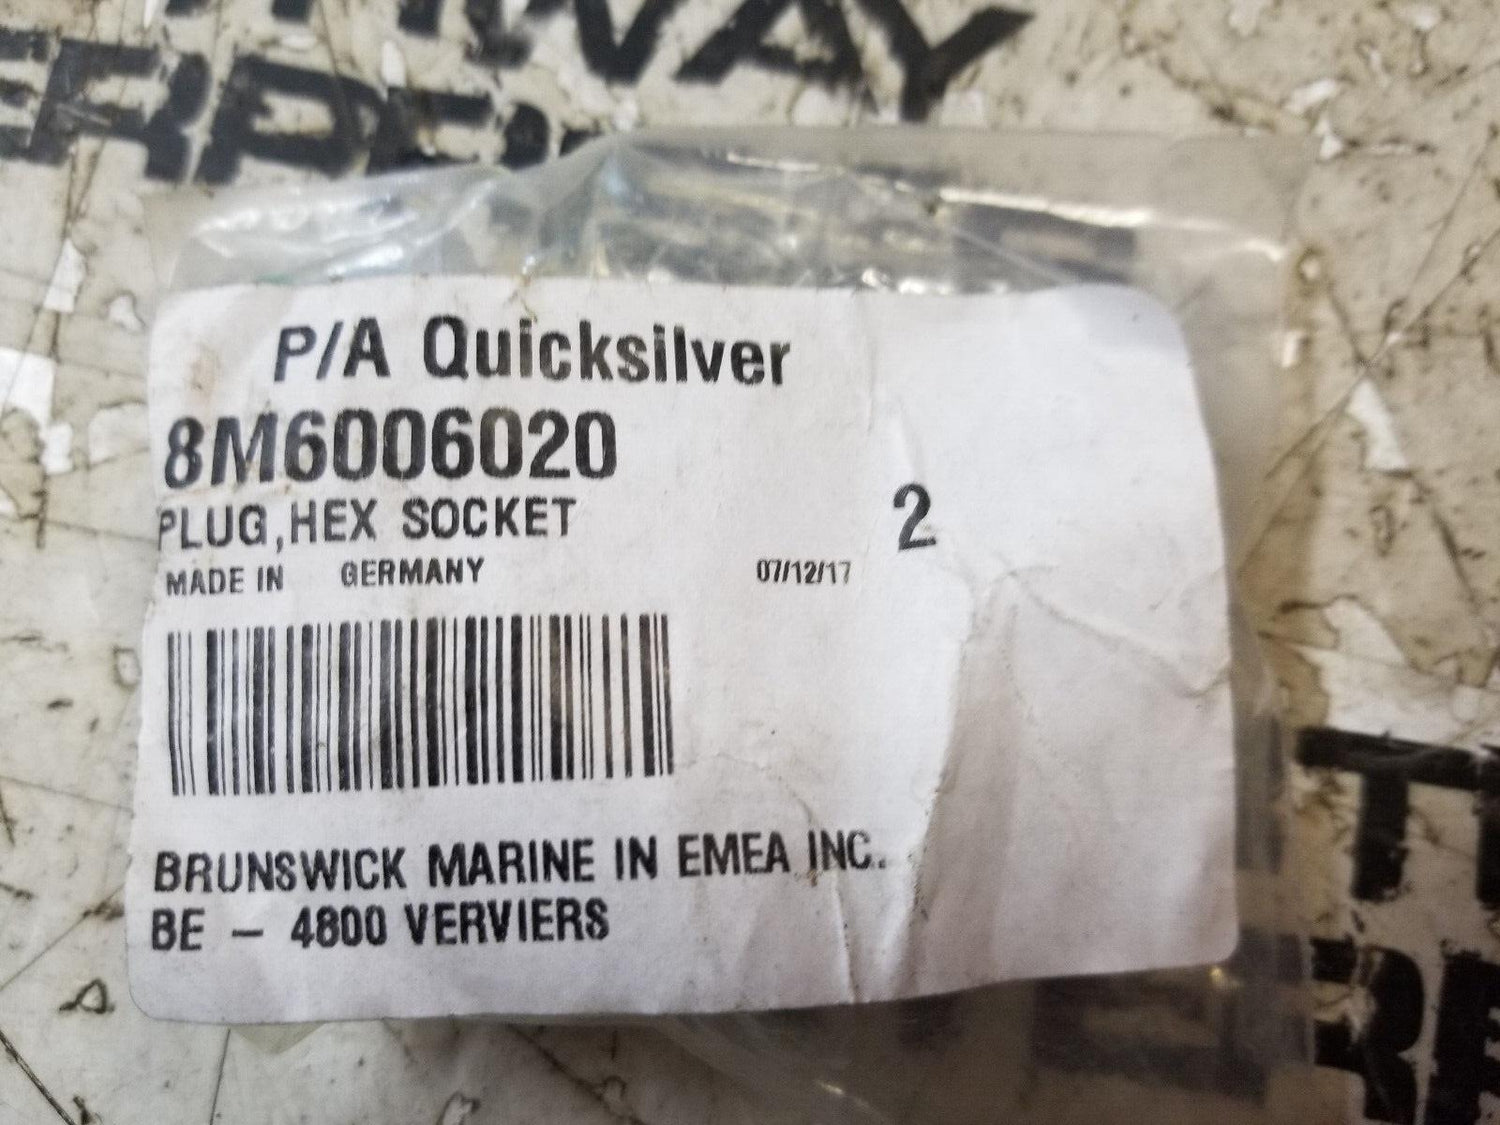 P/A Quicksilver
8M6006020
PLUG,HEX SOCKET
2
MADE IN GERMANY 07/12/17
BRUNSWICK MARINE IN EMEA INC.
BE - 4800 VERVIERS